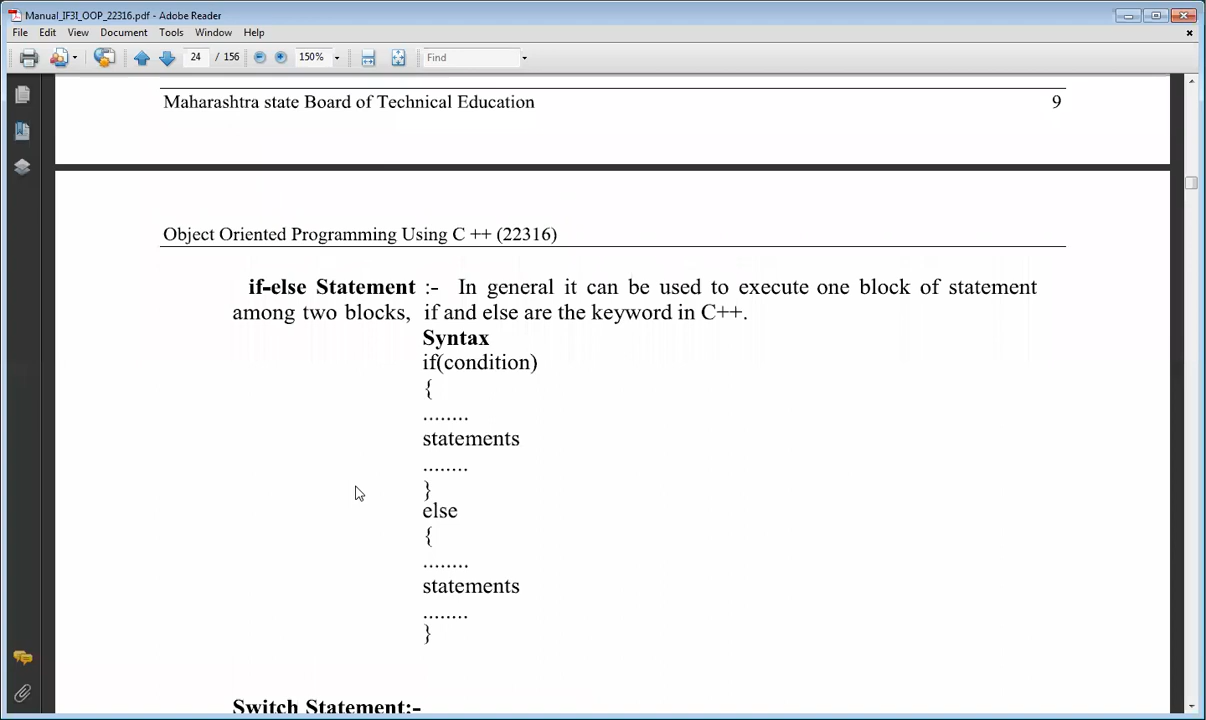 Manual_IF3I_OOP_22316.pdf - Adobe Reader
File Edit View Document Tools Window Help
24 / 156 150% Find
Maharashtra state Board of Technical Education 9
Object Oriented Programming Using C ++ (22316)
if-else Statement :- In general it can be used to execute one block of statement
among two blocks, if and else are the keyword in C++.
Syntax
if(condition)
{
........
statements
........
}
else
{
........
statements
........
}
Switch Statement:-